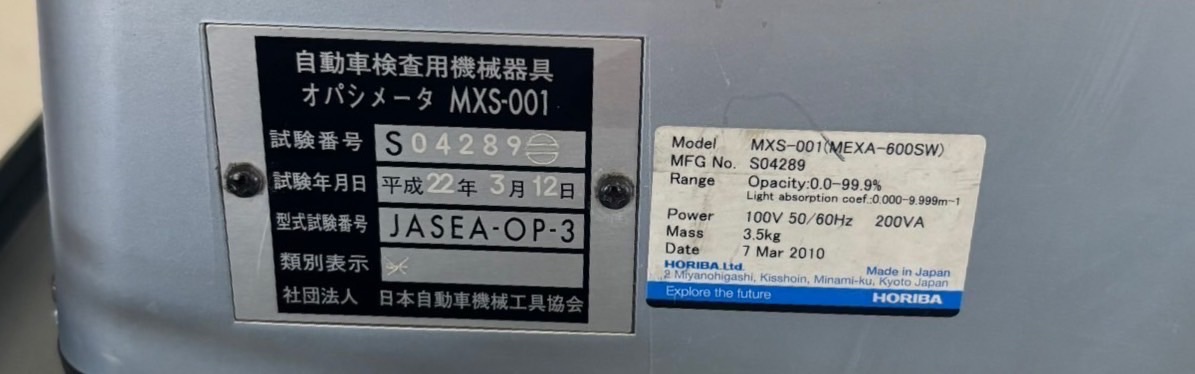 自動車検査用機械器具
オパシメータ MXS-001
試験番号 S04289
試験年月日 平成22年3月12日
型式試験番号 JASEA-OP-3
類別表示
社団法人 日本自動車機械工具協会
Model MXS-001(MEXA-600SW)
MFG No. S04289
Range Opacity:0.0-99.9%
Light absorption coef.:0.000-9.999m-1
Power 100V 50/60Hz 200VA
Mass 3.5kg
Date 7 Mar 2010
HORIBA,Ltd. Made in Japan
2 Miyanohigashi, Kisshoin, Minami-ku, Kyoto Japan
Explore the future HORIBA